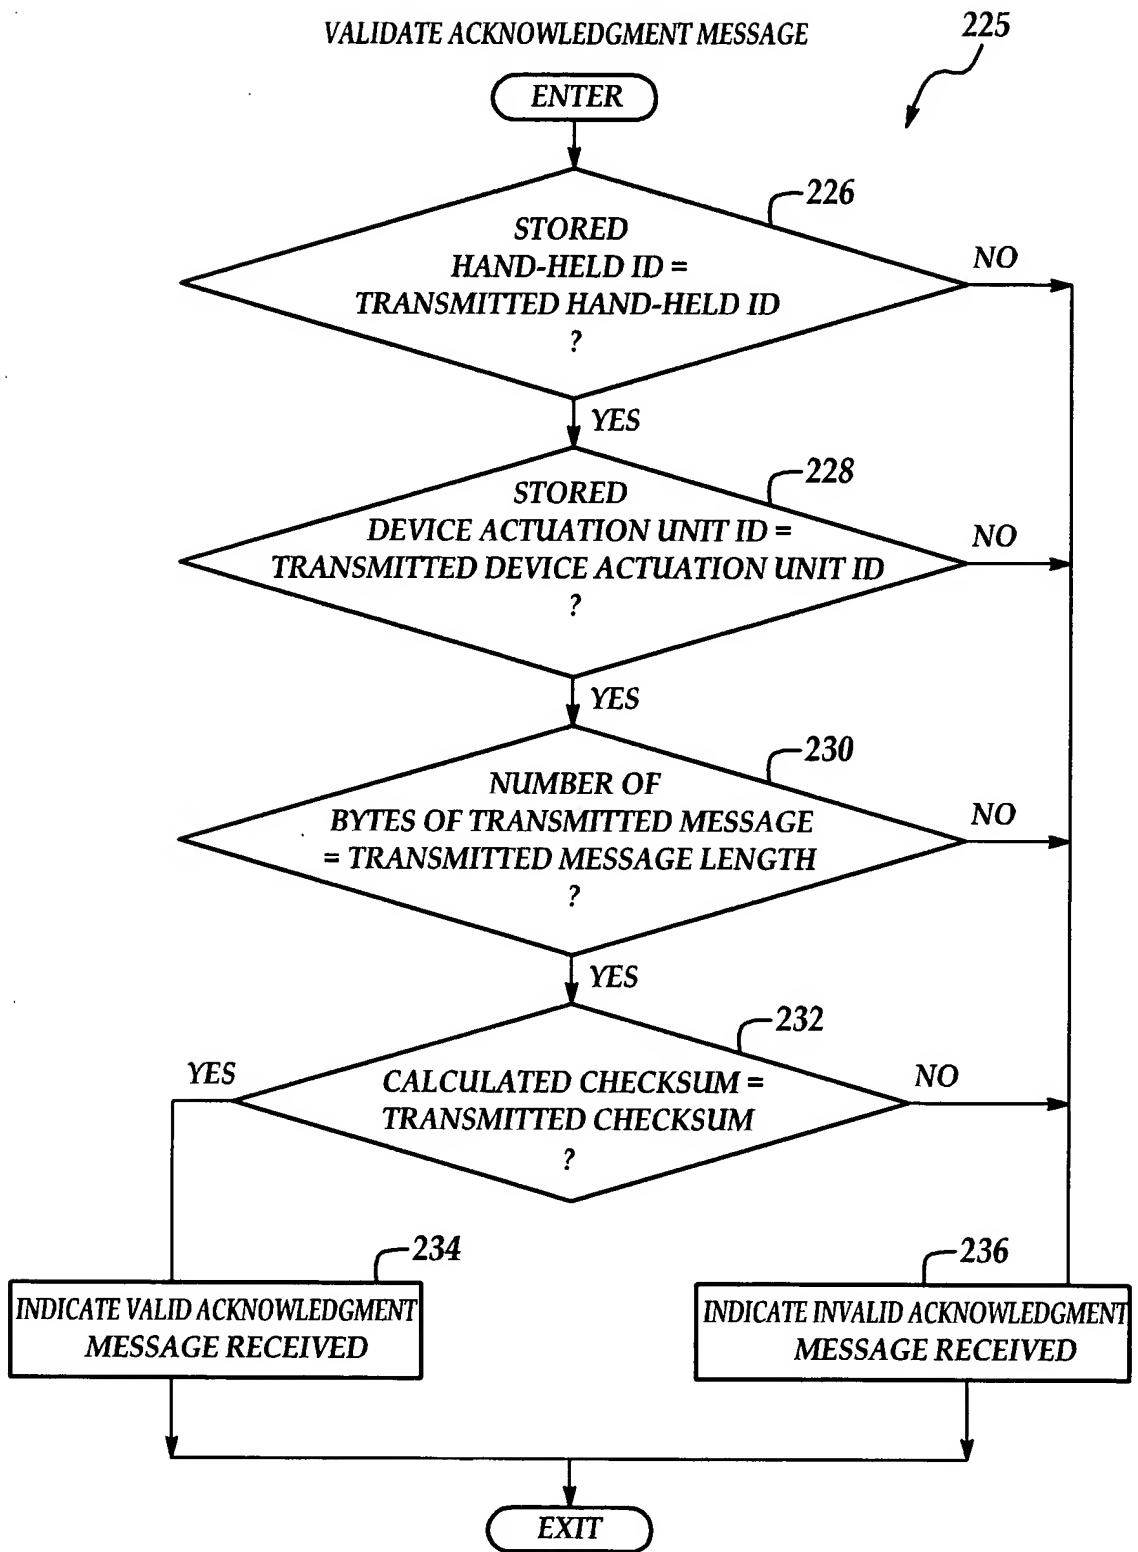 VALIDATE ACKNOWLEDGMENT MESSAGE
225
ENTER
226
STORED
HAND-HELD ID =
TRANSMITTED HAND-HELD ID
?
NO
YES
228
STORED
DEVICE ACTUATION UNIT ID =
TRANSMITTED DEVICE ACTUATION UNIT ID
?
NO
YES
230
NUMBER OF
BYTES OF TRANSMITTED MESSAGE
= TRANSMITTED MESSAGE LENGTH
?
NO
YES
232
CALCULATED CHECKSUM =
TRANSMITTED CHECKSUM
?
YES
NO
234
INDICATE VALID ACKNOWLEDGMENT
MESSAGE RECEIVED
236
INDICATE INVALID ACKNOWLEDGMENT
MESSAGE RECEIVED
EXIT